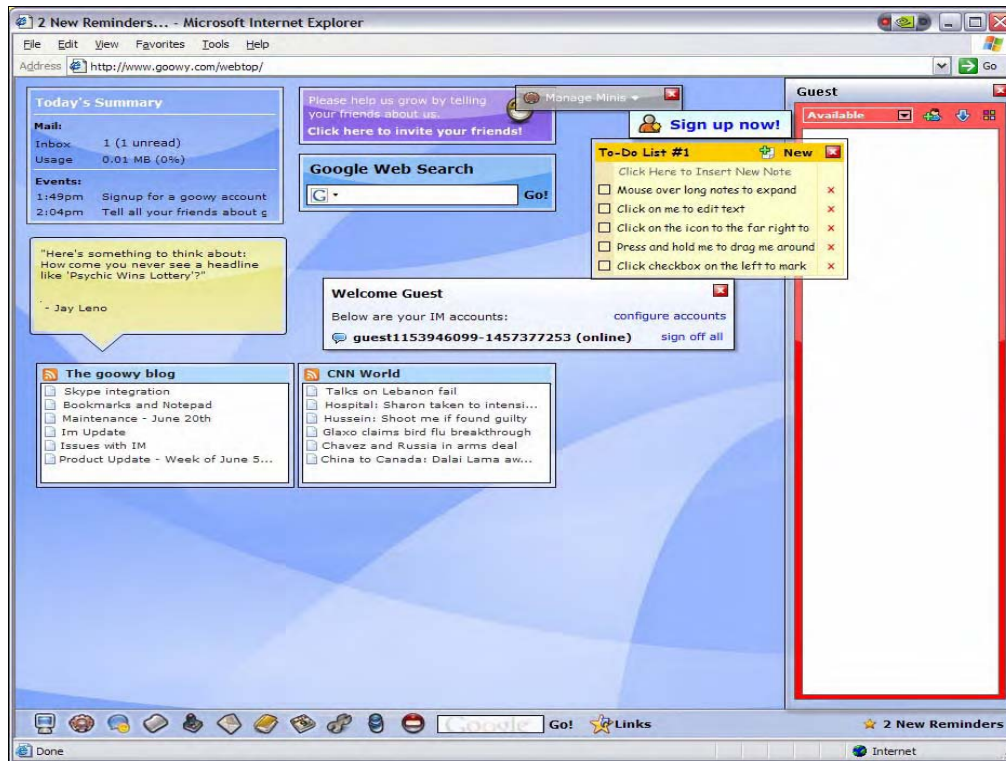 2 New Reminders... - Microsoft Internet Explorer
File Edit View Favorites Tools Help
Address http://www.goowy.com/webtop/ Go
Today's Summary
Mail:
Inbox 1 (1 unread)
Usage 0.01 MB (0%)
Events:
1:49pm Signup for a goowy account
2:04pm Tell all your friends about g
Please help us grow by telling
your friends about us.
Click here to invite your friends!
Manage Minis
Sign up now!
Google Web Search
G Go!
To-Do List #1 New
Click Here to Insert New Note
Mouse over long notes to expand
Click on me to edit text
Click on the icon to the far right to
Press and hold me to drag me around
Click checkbox on the left to mark
Guest
Available
"Here's something to think about:
How come you never see a headline
like 'Psychic Wins Lottery'?"
- Jay Leno
Welcome Guest
Below are your IM accounts: configure accounts
guest1153946099-1457377253 (online) sign off all
The goowy blog
Skype integration
Bookmarks and Notepad
Maintenance - June 20th
Im Update
Issues with IM
Product Update - Week of June 5...
CNN World
Talks on Lebanon fail
Hospital: Sharon taken to intensi...
Hussein: Shoot me if found guilty
Glaxo claims bird flu breakthrough
Chavez and Russia in arms deal
China to Canada: Dalai Lama aw...
Google Go! Links 2 New Reminders
Done Internet